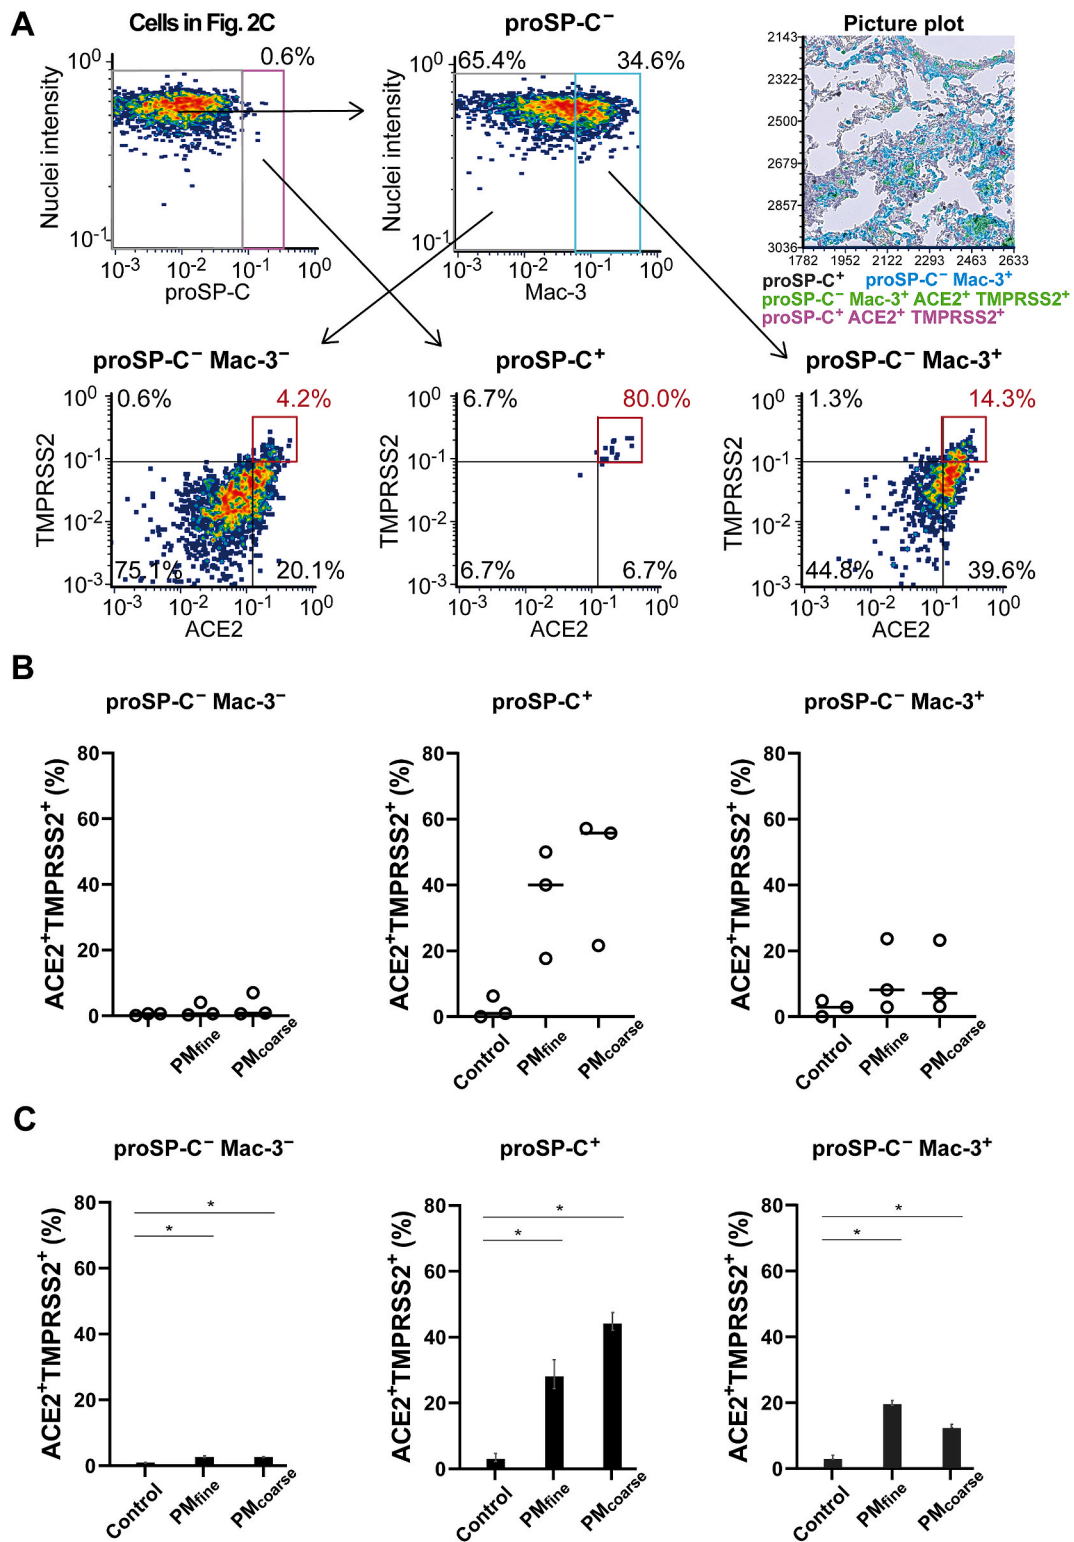 A
Cells in Fig. 2C
proSP-C⁻
Picture plot
0.6%
65.4%
34.6%
Nuclei intensity
10⁰
10⁻¹
10⁻³ 10⁻² 10⁻¹ 10⁰
proSP-C
Nuclei intensity
10⁰
10⁻¹
10⁻³ 10⁻² 10⁻¹ 10⁰
Mac-3
2143
2322
2500
2679
2857
3036
1782 1952 2122 2293 2463 2633
proSP-C⁺ proSP-C⁻ Mac-3⁺
proSP-C⁻ Mac-3⁺ ACE2⁺ TMPRSS2⁺
proSP-C⁺ ACE2⁺ TMPRSS2⁺
proSP-C⁻ Mac-3⁻
proSP-C⁺
proSP-C⁻ Mac-3⁺
TMPRSS2
10⁰
10⁻¹
10⁻²
10⁻³
0.6%
4.2%
75.1%
20.1%
10⁻³ 10⁻² 10⁻¹ 10⁰
ACE2
TMPRSS2
10⁰
10⁻¹
10⁻²
10⁻³
6.7%
80.0%
6.7%
6.7%
10⁻³ 10⁻² 10⁻¹ 10⁰
ACE2
TMPRSS2
10⁰
10⁻¹
10⁻²
10⁻³
1.3%
14.3%
44.8%
39.6%
10⁻³ 10⁻² 10⁻¹ 10⁰
ACE2
B
proSP-C⁻ Mac-3⁻
proSP-C⁺
proSP-C⁻ Mac-3⁺
ACE2⁺TMPRSS2⁺ (%)
80
60
40
20
0
PMfine
PMcoarse
ACE2⁺TMPRSS2⁺ (%)
80
60
40
20
0
Control
PMfine
PMcoarse
ACE2⁺TMPRSS2⁺ (%)
80
60
40
20
0
Control
PMfine
PMcoarse
C
proSP-C⁻ Mac-3⁻
proSP-C⁺
proSP-C⁻ Mac-3⁺
ACE2⁺TMPRSS2⁺ (%)
80
60
40
20
0
*
*
Control
PMfine
PMcoarse
ACE2⁺TMPRSS2⁺ (%)
80
60
40
20
0
*
*
Control
PMfine
PMcoarse
ACE2⁺TMPRSS2⁺ (%)
80
60
40
20
0
*
*
Control
PMfine
PMcoarse